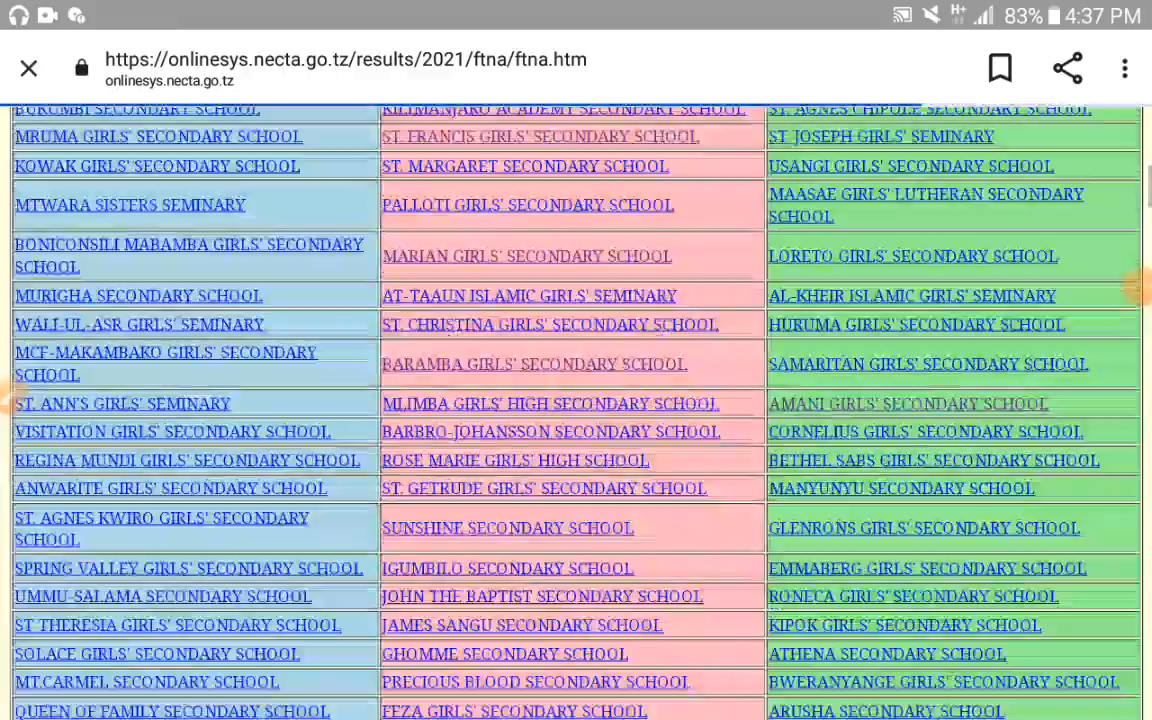 83% 4:37 PM
https://onlinesys.necta.go.tz/results/2021/ftna/ftna.htm
onlinesys.necta.go.tz
BUKUMBI SECONDARY SCHOOL KILIMANJARO ACADEMY SECONDARY SCHOOL ST. AGNES CHIPOLE SECONDARY SCHOOL
MRUMA GIRLS' SECONDARY SCHOOL ST. FRANCIS GIRLS' SECONDARY SCHOOL ST JOSEPH GIRLS' SEMINARY
KOWAK GIRLS' SECONDARY SCHOOL ST. MARGARET SECONDARY SCHOOL USANGI GIRLS' SECONDARY SCHOOL
MTWARA SISTERS SEMINARY PALLOTI GIRLS' SECONDARY SCHOOL MAASAE GIRLS' LUTHERAN SECONDARY
SCHOOL
BONICONSILI MABAMBA GIRLS' SECONDARY
SCHOOL MARIAN GIRLS' SECONDARY SCHOOL LORETO GIRLS' SECONDARY SCHOOL
MURIGHA SECONDARY SCHOOL AT-TAAUN ISLAMIC GIRLS' SEMINARY AL-KHEIR ISLAMIC GIRLS' SEMINARY
WALI-UL-ASR GIRLS' SEMINARY ST. CHRISTINA GIRLS' SECONDARY SCHOOL HURUMA GIRLS' SECONDARY SCHOOL
MCF-MAKAMBAKO GIRLS' SECONDARY
SCHOOL BARAMBA GIRLS' SECONDARY SCHOOL SAMARITAN GIRLS' SECONDARY SCHOOL
ST. ANN'S GIRLS' SEMINARY MLIMBA GIRLS' HIGH SECONDARY SCHOOL AMANI GIRLS' SECONDARY SCHOOL
VISITATION GIRLS' SECONDARY SCHOOL BARBRO-JOHANSSON SECONDARY SCHOOL CORNELIUS GIRLS' SECONDARY SCHOOL
REGINA MUNDI GIRLS' SECONDARY SCHOOL ROSE MARIE GIRLS' HIGH SCHOOL BETHEL SABS GIRLS' SECONDARY SCHOOL
ANWARITE GIRLS' SECONDARY SCHOOL ST. GETRUDE GIRLS' SECONDARY SCHOOL MANYUNYU SECONDARY SCHOOL
ST. AGNES KWIRO GIRLS' SECONDARY
SCHOOL SUNSHINE SECONDARY SCHOOL GLENRONS GIRLS' SECONDARY SCHOOL
SPRING VALLEY GIRLS' SECONDARY SCHOOL IGUMBILO SECONDARY SCHOOL EMMABERG GIRLS' SECONDARY SCHOOL
UMMU-SALAMA SECONDARY SCHOOL JOHN THE BAPTIST SECONDARY SCHOOL RONECA GIRLS' SECONDARY SCHOOL
ST THERESIA GIRLS' SECONDARY SCHOOL JAMES SANGU SECONDARY SCHOOL KIPOK GIRLS' SECONDARY SCHOOL
SOLACE GIRLS' SECONDARY SCHOOL GHOMME SECONDARY SCHOOL ATHENA SECONDARY SCHOOL
MT.CARMEL SECONDARY SCHOOL PRECIOUS BLOOD SECONDARY SCHOOL BWERANYANGE GIRLS' SECONDARY SCHOOL
QUEEN OF FAMILY SECONDARY SCHOOL FEZA GIRLS' SECONDARY SCHOOL ARUSHA SECONDARY SCHOOL